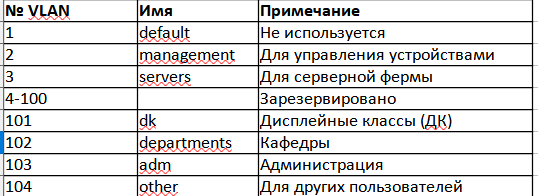 № VLAN Имя Примечание
1 default Не используется
2 management Для управления устройствами
3 servers Для серверной фермы
4-100 Зарезервировано
101 dk Дисплейные классы (ДК)
102 departments Кафедры
103 adm Администрация
104 other Для других пользователей